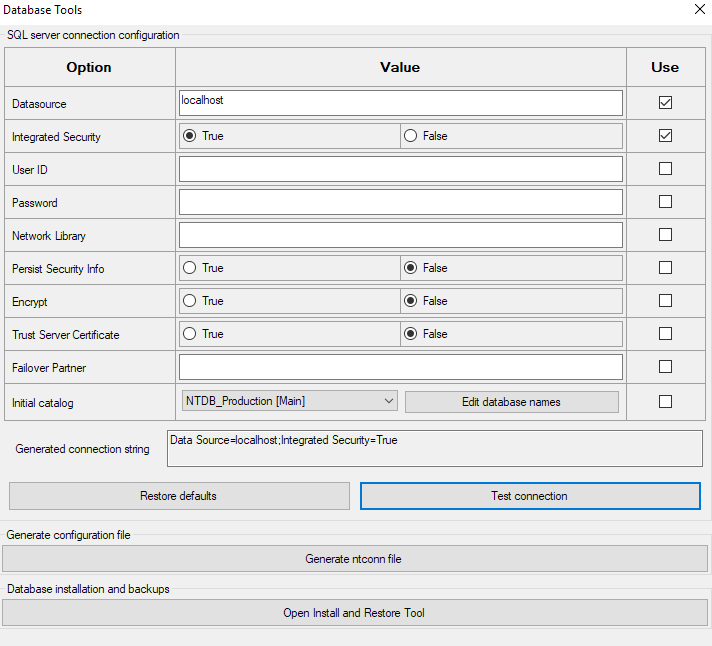 Database Tools
SQL server connection configuration
Option Value Use
Datasource localhost
Integrated Security True False
User ID
Password
Network Library
Persist Security Info True False
Encrypt True False
Trust Server Certificate True False
Failover Partner
Initial catalog NTDB_Production [Main] Edit database names
Generated connection string Data Source=localhost;Integrated Security=True
Restore defaults Test connection
Generate configuration file
Generate ntconn file
Database installation and backups
Open Install and Restore Tool